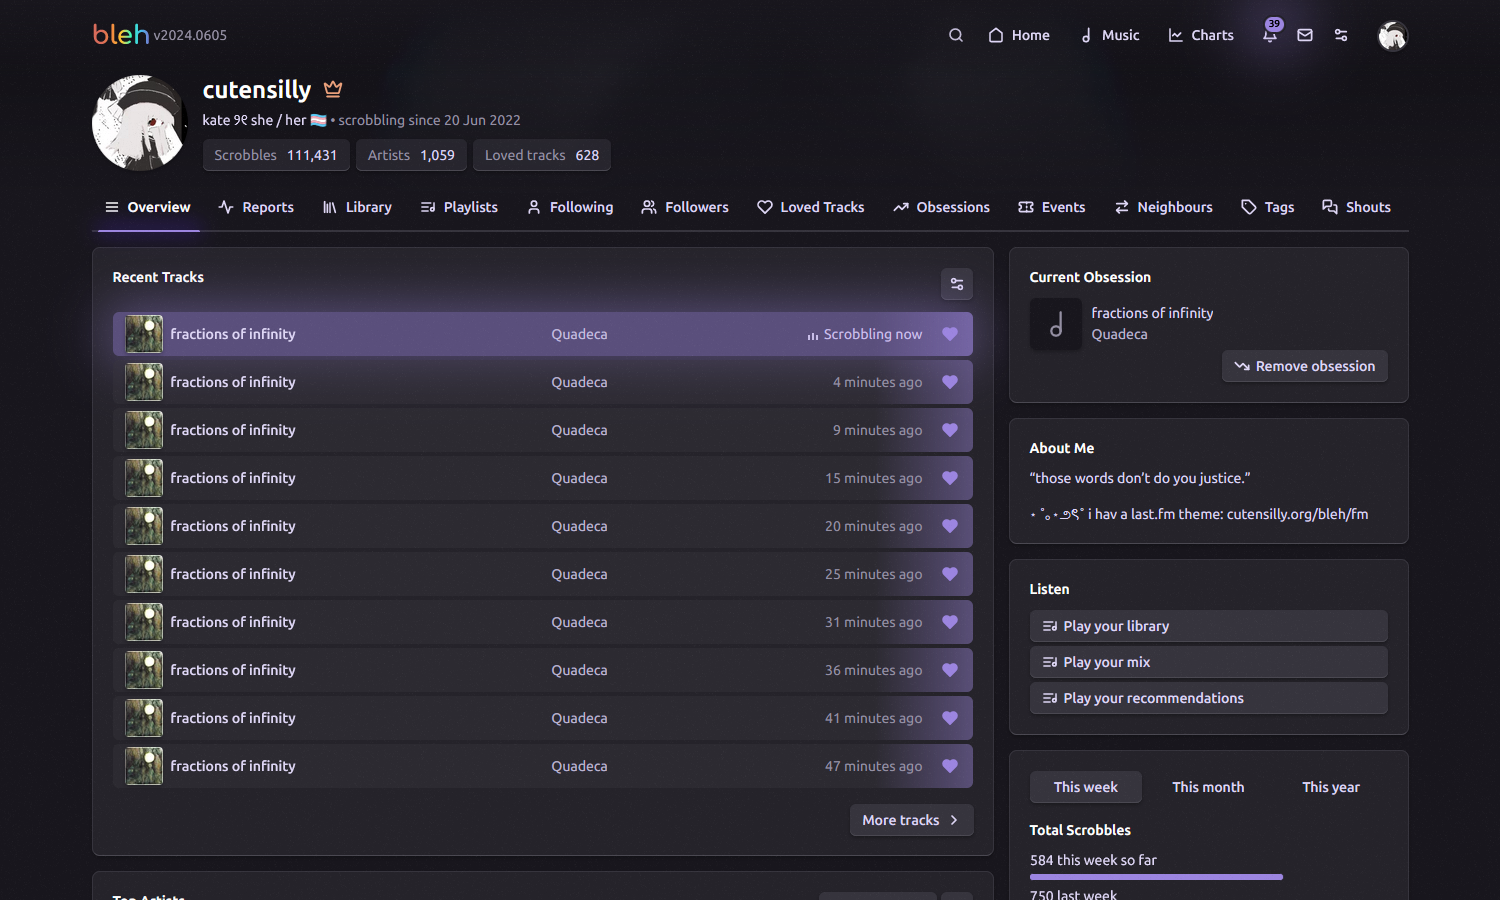 bleh v2024.0605
Home
Music
Charts
39
cutensilly
kate ୨୧ she / her 🏳️‍⚧️ • scrobbling since 20 Jun 2022
Scrobbles 111,431
Artists 1,059
Loved tracks 628
Overview
Reports
Library
Playlists
Following
Followers
Loved Tracks
Obsessions
Events
Neighbours
Tags
Shouts
Recent Tracks
fractions of infinity Quadeca Scrobbling now
fractions of infinity Quadeca 4 minutes ago
fractions of infinity Quadeca 9 minutes ago
fractions of infinity Quadeca 15 minutes ago
fractions of infinity Quadeca 20 minutes ago
fractions of infinity Quadeca 25 minutes ago
fractions of infinity Quadeca 31 minutes ago
fractions of infinity Quadeca 36 minutes ago
fractions of infinity Quadeca 41 minutes ago
fractions of infinity Quadeca 47 minutes ago
More tracks
Top Artists
Current Obsession
fractions of infinity
Quadeca
Remove obsession
About Me
“those words don’t do you justice.”
⋆ ˚｡⋆୨୧˚ i hav a last.fm theme: cutensilly.org/bleh/fm
Listen
Play your library
Play your mix
Play your recommendations
This week
This month
This year
Total Scrobbles
584 this week so far
750 last week